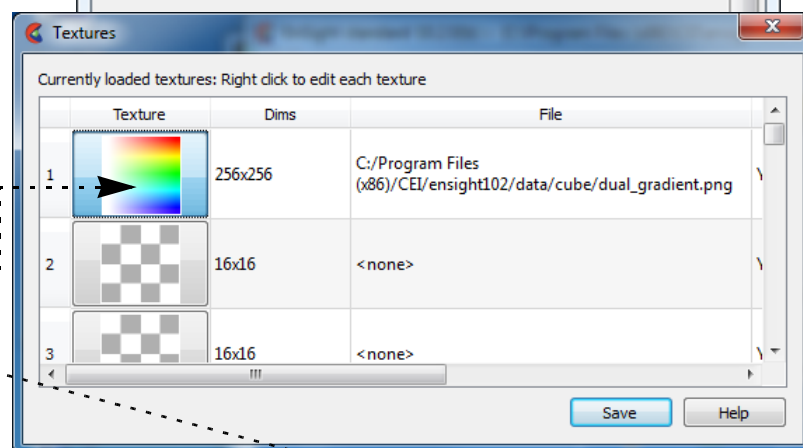 Textures
Currently loaded textures: Right click to edit each texture
Texture Dims File
1 256x256 C:/Program Files
(x86)/CEI/ensight102/data/cube/dual_gradient.png
2 16x16 <none>
3 16x16 <none>
Save Help